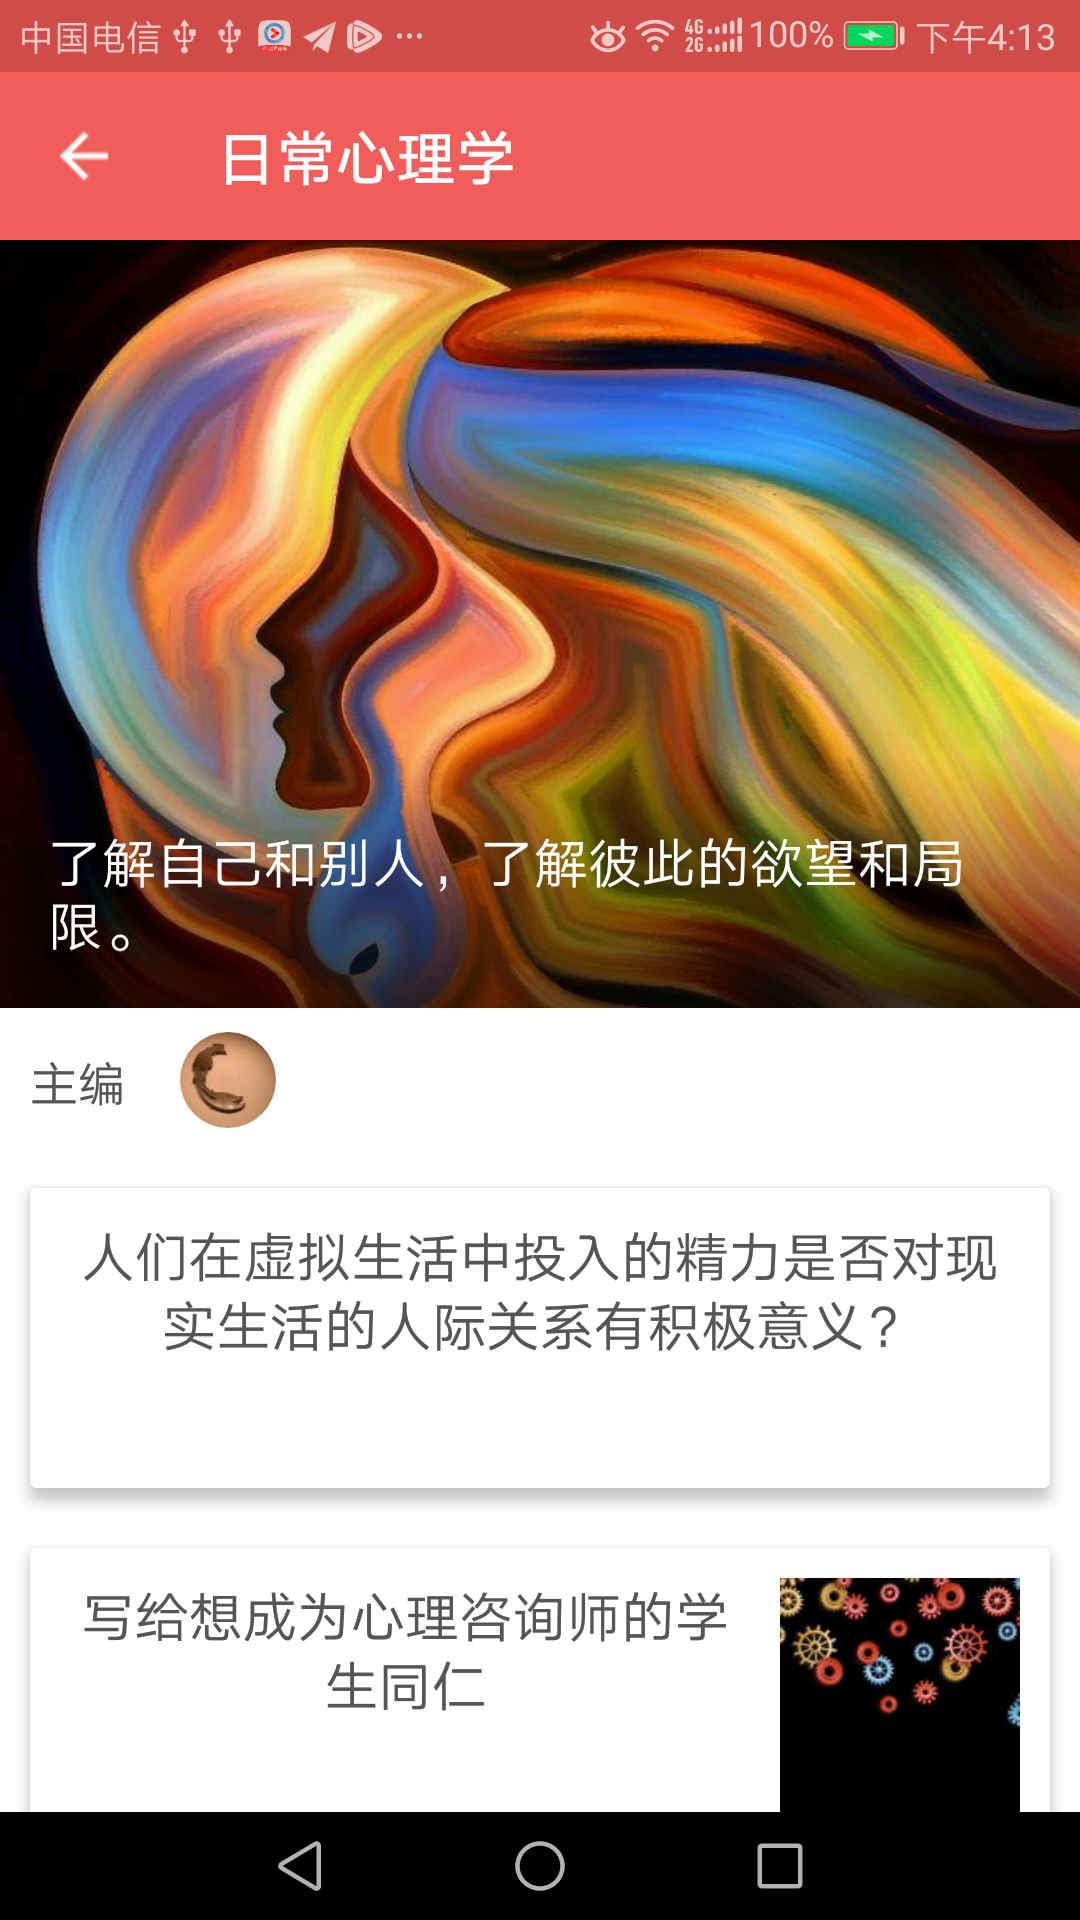 中国电信 ... 4G 2G 100% 下午4:13
日常心理学
了解自己和别人，了解彼此的欲望和局
限。
主编
人们在虚拟生活中投入的精力是否对现
实生活的人际关系有积极意义？
写给想成为心理咨询师的学
生同仁